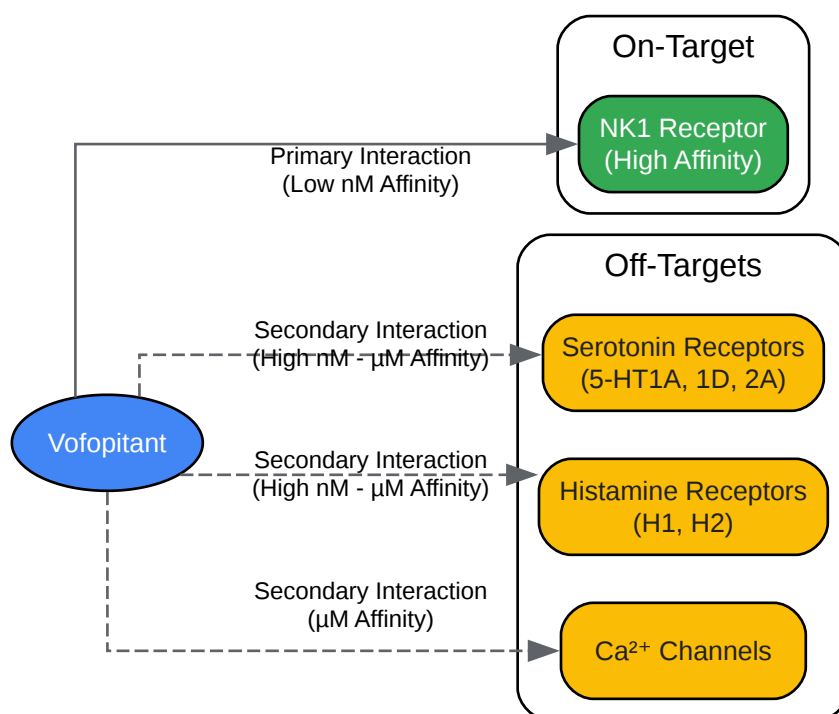 On-Target
NK1 Receptor
(High Affinity)
Primary Interaction
(Low nM Affinity)
Off-Targets
Secondary Interaction
(High nM - µM Affinity)
Serotonin Receptors
(5-HT1A, 1D, 2A)
Vofopitant
Secondary Interaction
(High nM - µM Affinity)
Histamine Receptors
(H1, H2)
Secondary Interaction
(µM Affinity)
Ca²⁺ Channels